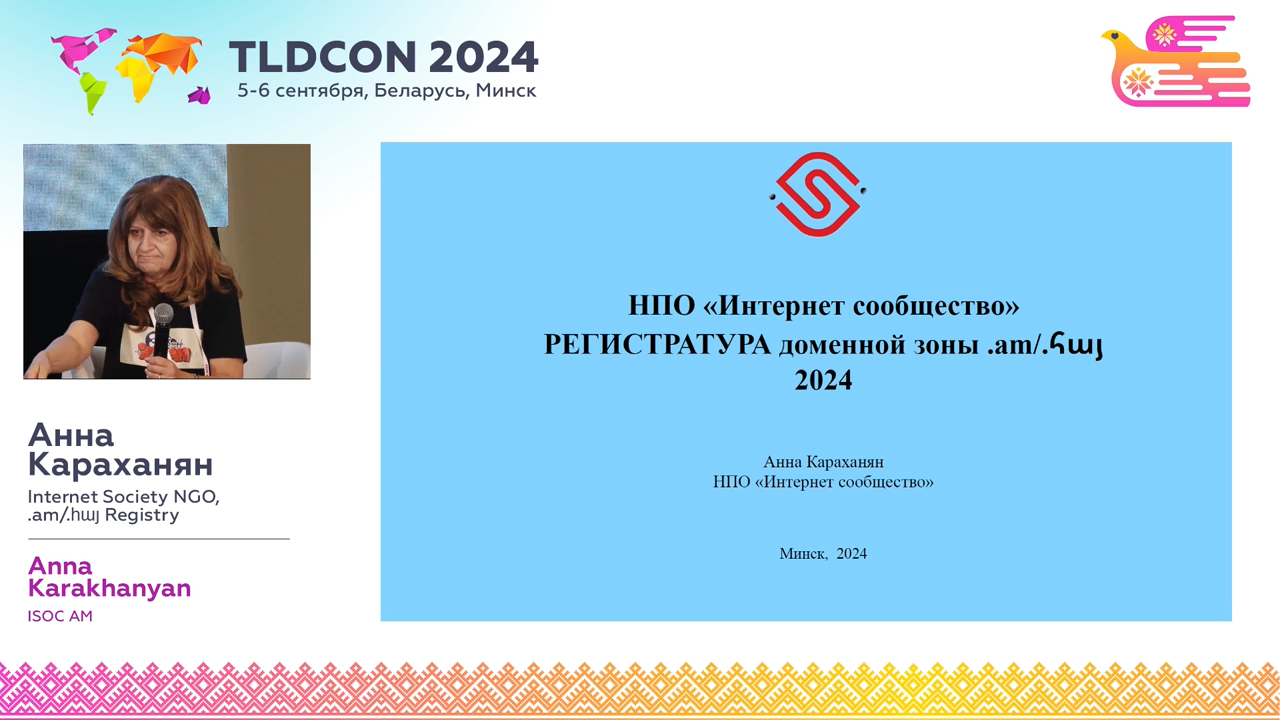 TLDCON 2024
5-6 сентября, Беларусь, Минск
НПО «Интернет сообщество»
РЕГИСТРАТУРА доменной зоны .am/.հայ
2024
Анна Караханян
НПО «Интернет сообщество»
Минск, 2024
Анна
Караханян
Internet Society NGO,
.am/.հայ Registry
Anna
Karakhanyan
ISOC AM